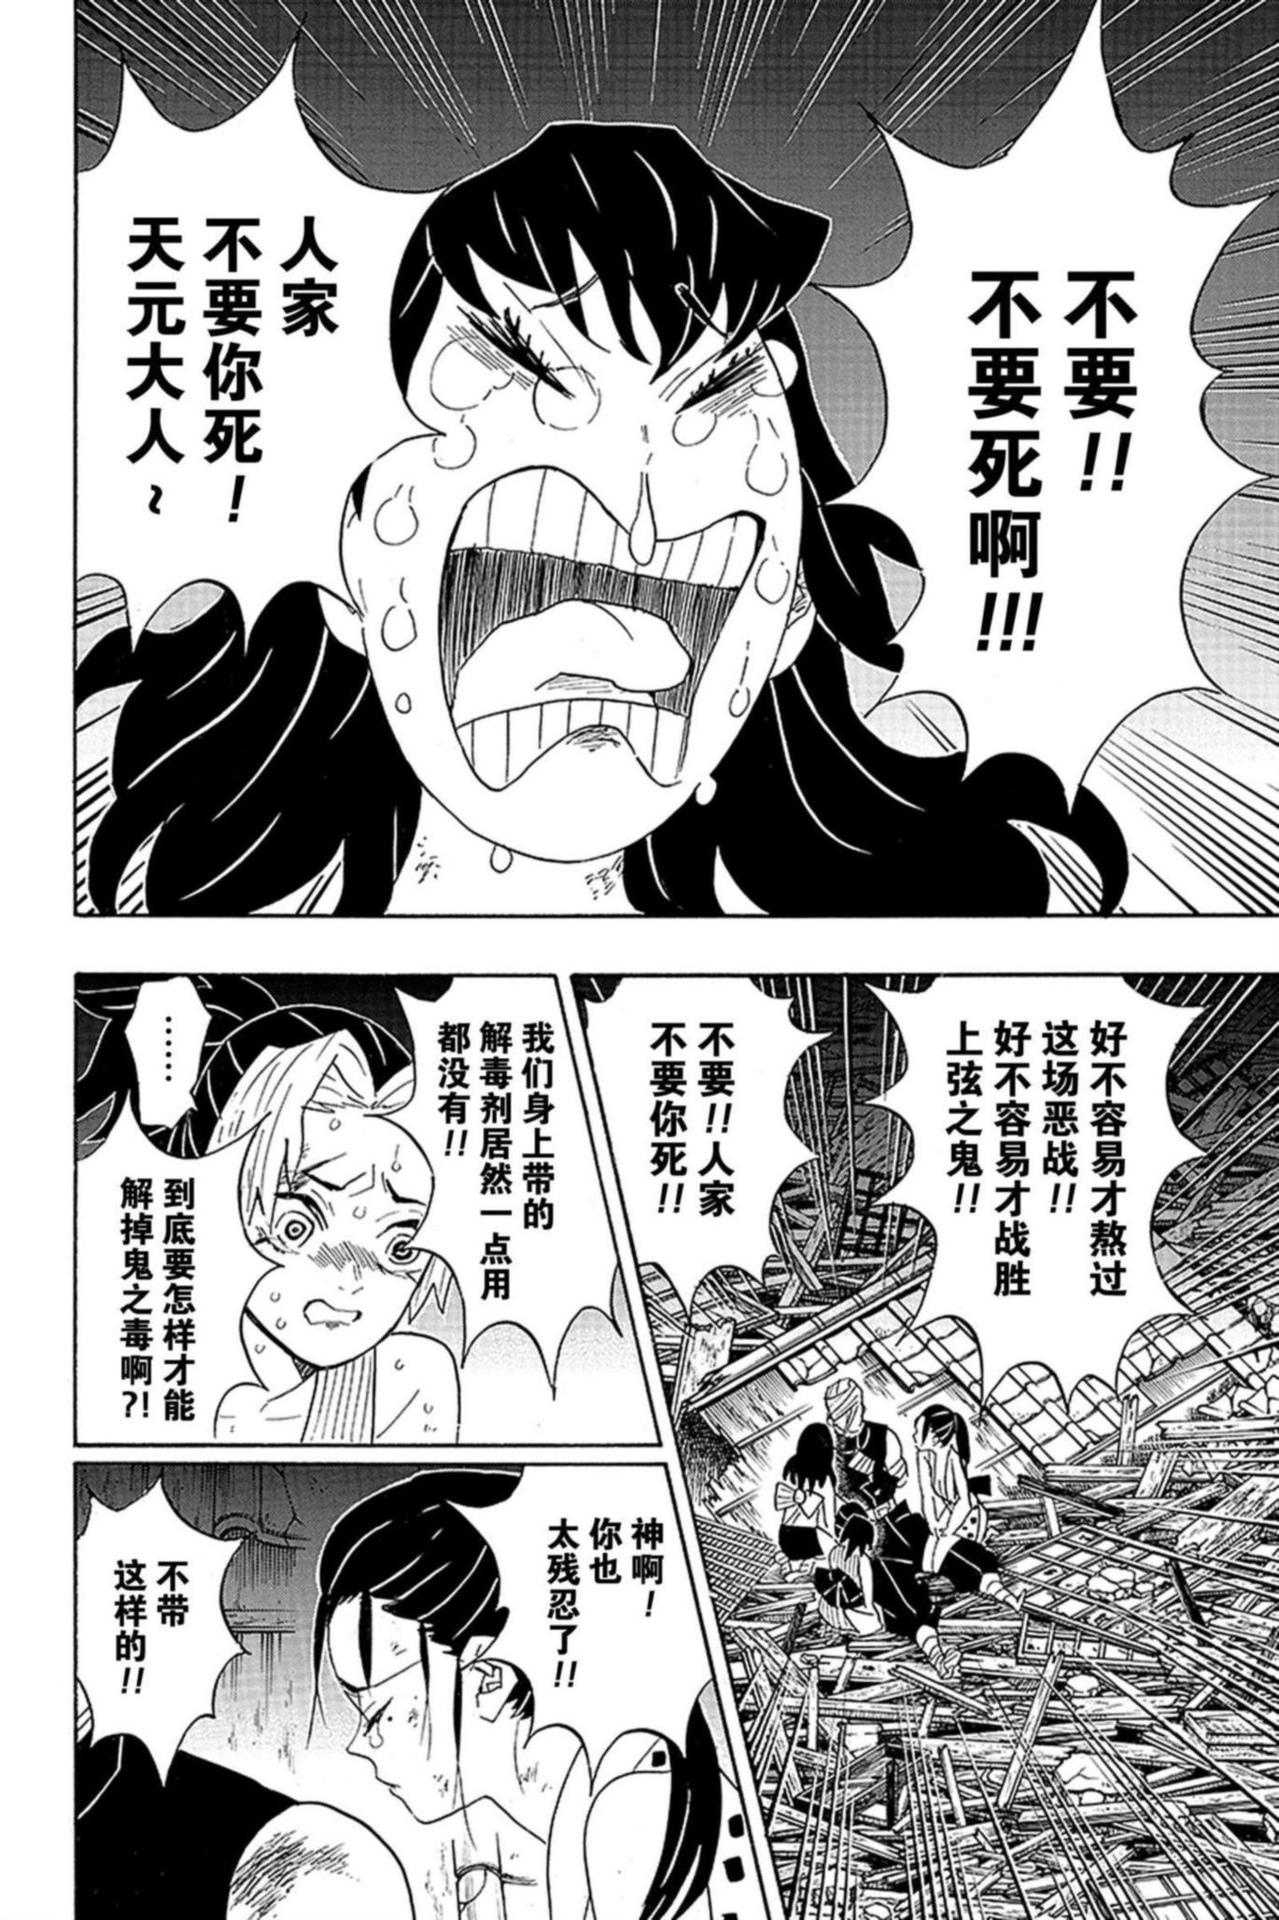 不要!!
不要死啊!!!
人家
不要你死!
天元大人~
好不容易才熬过
这场恶战!!
好不容易才战胜
上弦之鬼!!
不要!!人家
不要你死!!
我们身上带的
解毒剂居然一点用
都没有!!
……
到底要怎样才能
解掉鬼之毒啊?!
神啊!
你也
太残忍了!!
不带
这样的!!